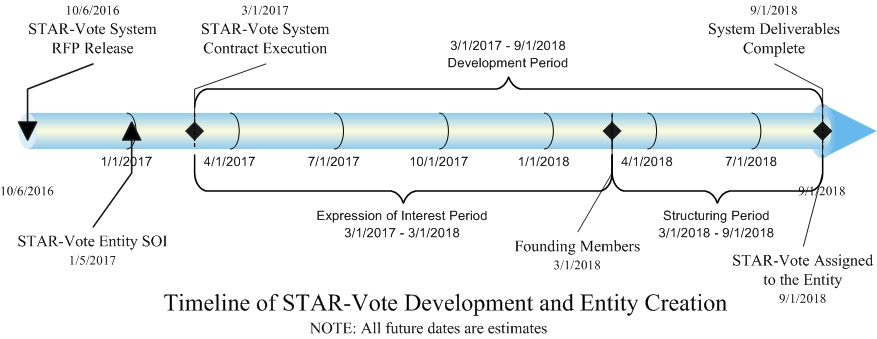 10/6/2016
STAR-Vote System
RFP Release
3/1/2017
STAR-Vote System
Contract Execution
3/1/2017 - 9/1/2018
Development Period
9/1/2018
System Deliverables
Complete
1/1/2017
4/1/2017
7/1/2017
10/1/2017
1/1/2018
4/1/2018
7/1/2018
10/6/2016
9/1/2018
STAR-Vote Entity SOI
1/5/2017
Expression of Interest Period
3/1/2017 - 3/1/2018
Founding Members
3/1/2018
Structuring Period
3/1/2018 - 9/1/2018
STAR-Vote Assigned
to the Entity
9/1/2018
Timeline of STAR-Vote Development and Entity Creation
NOTE: All future dates are estimates